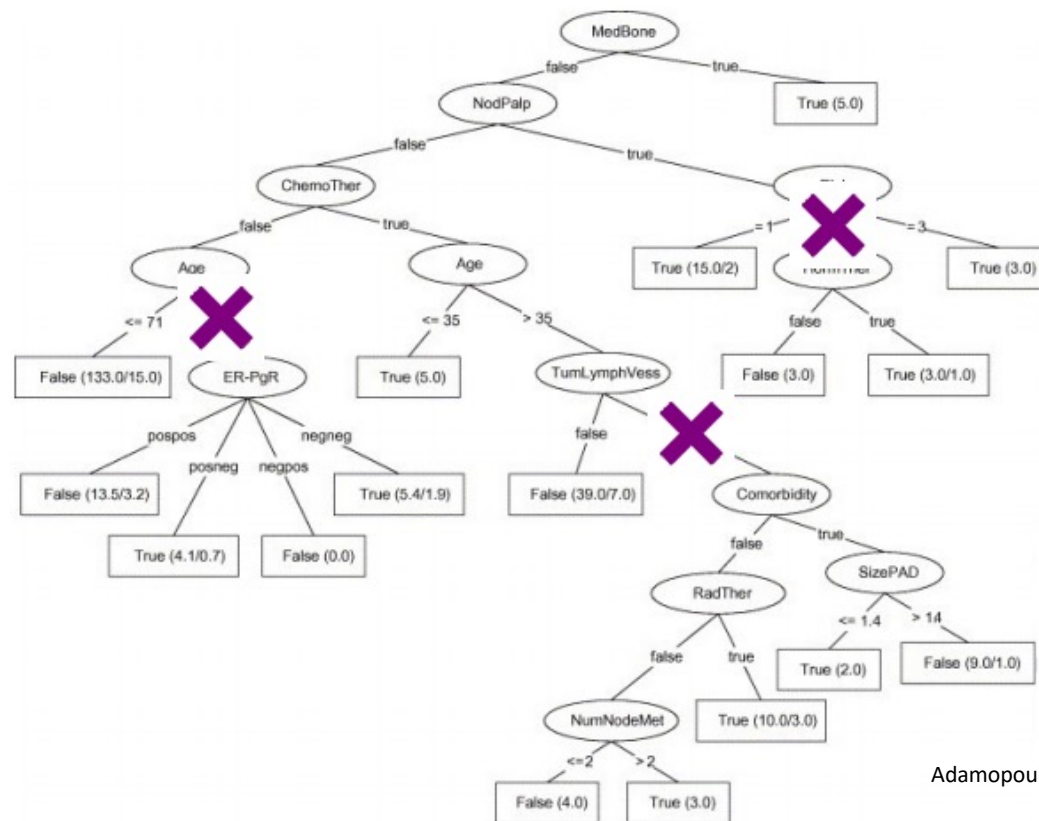 MedBone
false
true
NodPalp
True (5.0)
false
true
ChemoTher
false
true
=1
=3
Age
Age
True (15.0/2)
True (3.0)
<= 71
<= 35
> 35
false
true
False (133.0/15.0)
ER-PgR
True (5.0)
TumLymphVess
False (3.0)
True (3.0/1.0)
pospos
negneg
false
posneg
negpos
False (13.5/3.2)
True (5.4/1.9)
False (39.0/7.0)
Comorbidity
True (4.1/0.7)
False (0.0)
false
true
RadTher
SizePAD
<= 1.4
> 14
false
true
True (2.0)
False (9.0/1.0)
NumNodeMet
True (10.0/3.0)
<=2
> 2
Adamopou
False (4.0)
True (3.0)